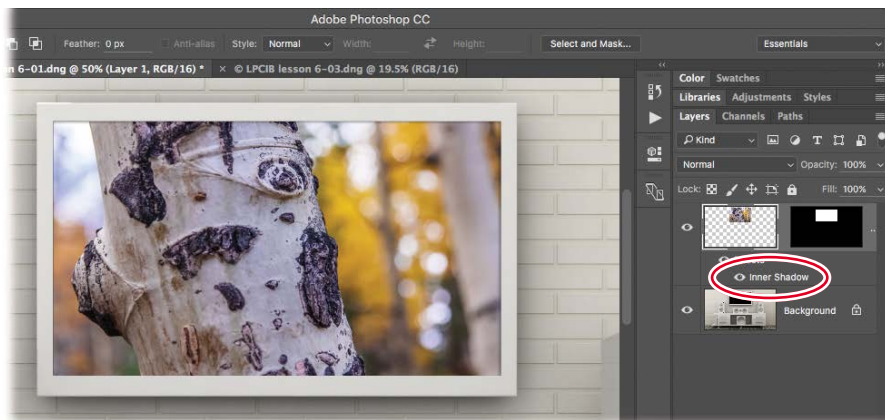 Adobe Photoshop CC
Feather: 0 px Anti-alias Style: Normal Width: Height: Select and Mask... Essentials
n 6-01.dng @ 50% (Layer 1, RGB/16) * × © LPCIB lesson 6-03.dng @ 19.5% (RGB/16)
Color Swatches
Libraries Adjustments Styles
Layers Channels Paths
Kind
Normal Opacity: 100%
Lock: Fill: 100%
Inner Shadow
Background